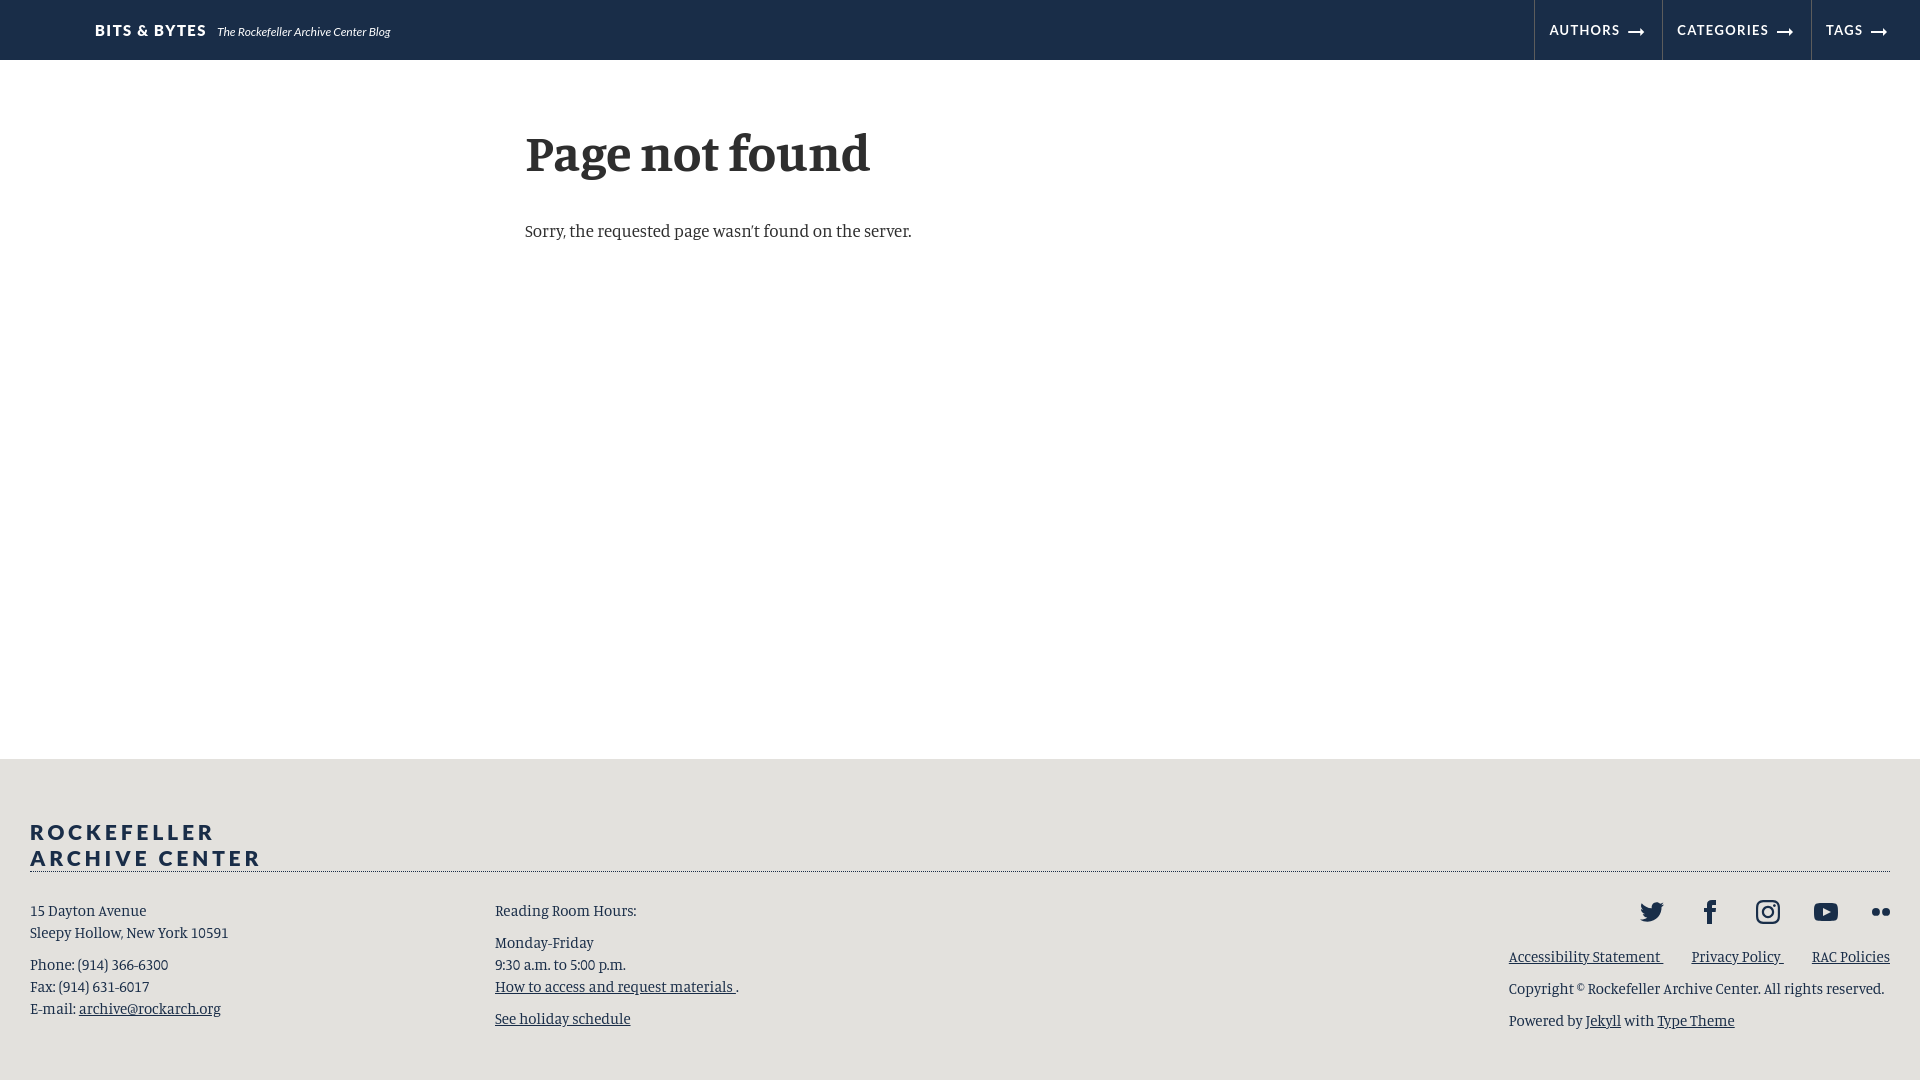 BITS & BYTES The Rockefeller Archive Center Blog
AUTHORS
CATEGORIES
TAGS
Page not found
Sorry, the requested page wasn't found on the server.
ROCKEFELLER
ARCHIVE CENTER
15 Dayton Avenue
Sleepy Hollow, New York 10591
Phone: (914) 366-6300
Fax: (914) 631-6017
E-mail: archive@rockarch.org
Reading Room Hours:
Monday-Friday
9:30 a.m. to 5:00 p.m.
How to access and request materials .
See holiday schedule
Accessibility Statement Privacy Policy RAC Policies
Copyright © Rockefeller Archive Center. All rights reserved.
Powered by Jekyll with Type Theme